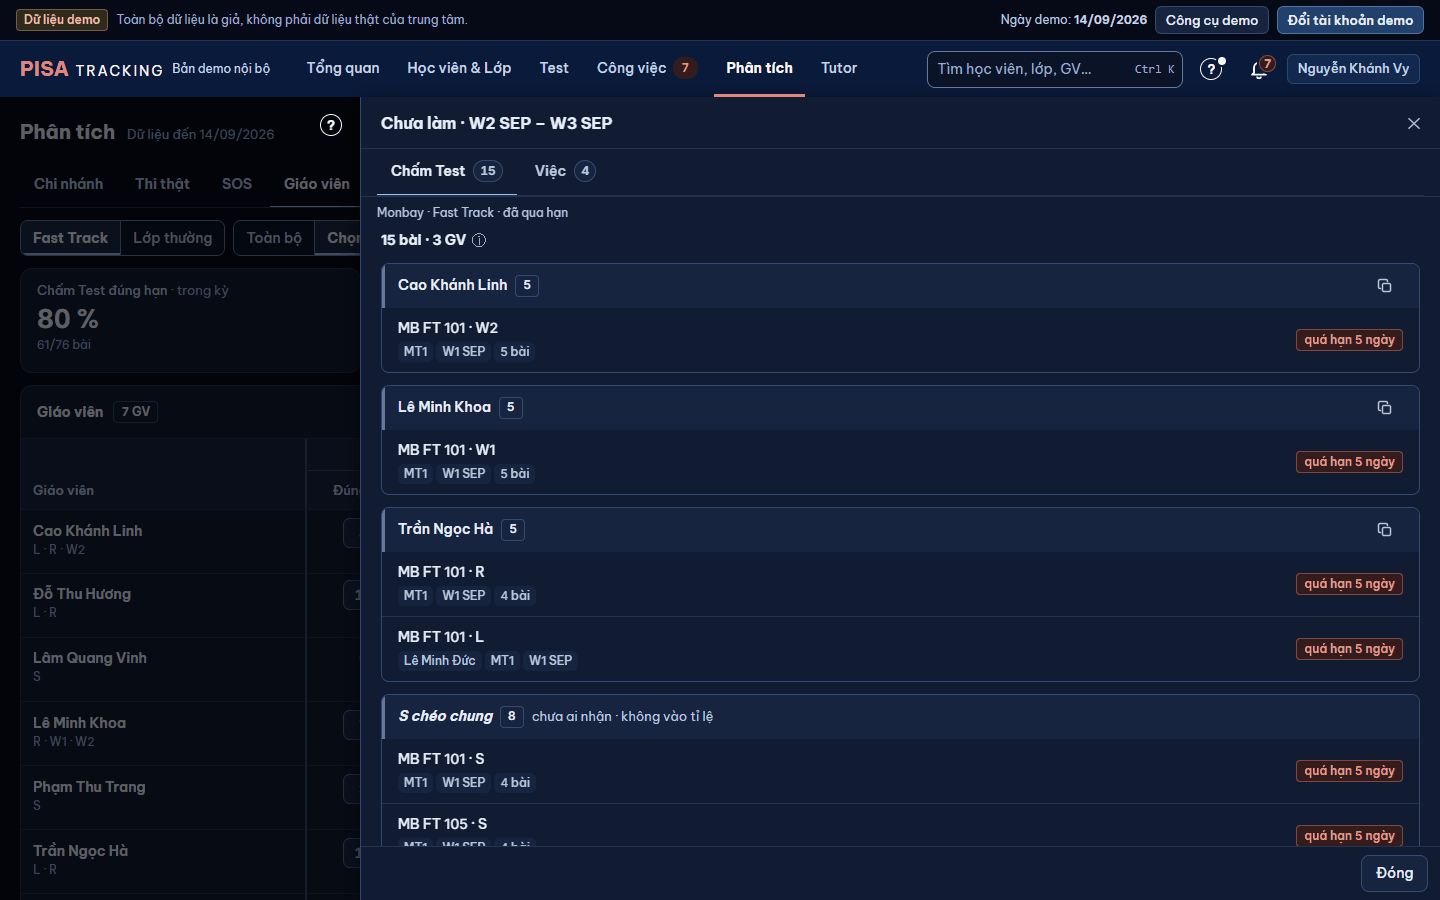 Dữ liệu demo Toàn bộ dữ liệu là giả, không phải dữ liệu thật của trung tâm. Ngày demo: 14/09/2026 Công cụ demo Đổi tài khoản demo
PISA TRACKING Bản demo nội bộ Tổng quan Học viên & Lớp Test Công việc 7 Phân tích Tutor Tìm học viên, lớp, GV... Ctrl K ? 7 Nguyễn Khánh Vy
Phân tích Dữ liệu đến 14/09/2026 ?
Chi nhánh Thi thật SOS Giáo viên
Fast Track Lớp thường Toàn bộ
Chấm Test đúng hạn · trong kỳ
80 %
61/76 bài
Giáo viên 7 GV
Giáo viên
Cao Khánh Linh
L · R · W2
Đỗ Thu Hương
L · R
Lâm Quang Vinh
S
Lê Minh Khoa
R · W1 · W2
Phạm Thu Trang
S
Trần Ngọc Hà
L · R
Chưa làm · W2 SEP – W3 SEP
Chấm Test 15 Việc 4
Monbay · Fast Track · đã qua hạn
15 bài · 3 GV
Cao Khánh Linh 5
MB FT 101 · W2
MT1 W1 SEP 5 bài quá hạn 5 ngày
Lê Minh Khoa 5
MB FT 101 · W1
MT1 W1 SEP 5 bài quá hạn 5 ngày
Trần Ngọc Hà 5
MB FT 101 · R
MT1 W1 SEP 4 bài quá hạn 5 ngày
MB FT 101 · L
Lê Minh Đức MT1 W1 SEP quá hạn 5 ngày
S chéo chung 8 chưa ai nhận · không vào tỉ lệ
MB FT 101 · S
MT1 W1 SEP 4 bài quá hạn 5 ngày
MB FT 105 · S
MT1 W1 SEP 4 bài quá hạn 5 ngày
Đóng